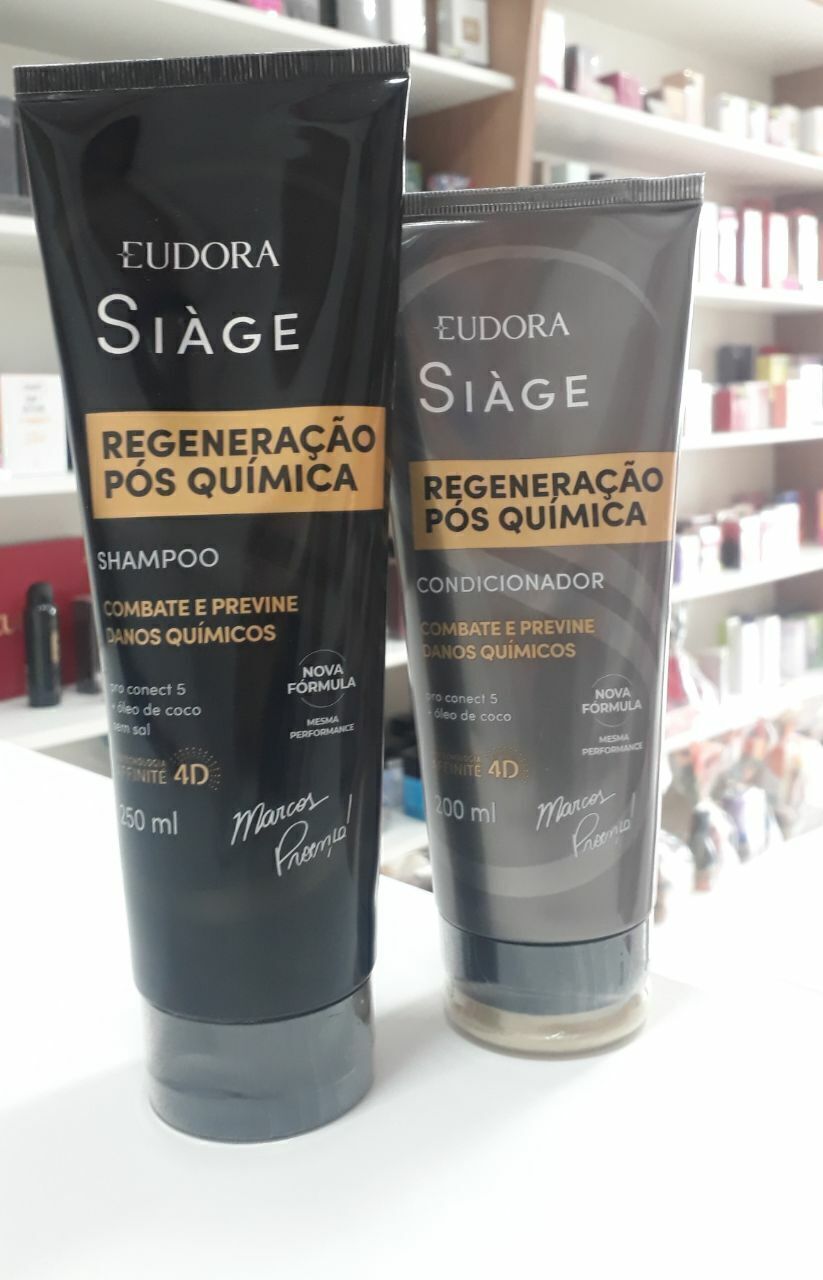 EUDORA
SIÀGE
REGENERAÇÃO
PÓS QUÍMICA
SHAMPOO
COMBATE E PREVINE
DANOS QUÍMICOS
pro conect 5
+ óleo de coco
sem sal
NOVA
FÓRMULA
MESMA
PERFORMANCE
AFFINITÉ 4D
250 ml
Marcos
Proença!
EUDORA
SIÀGE
REGENERAÇÃO
PÓS QUÍMICA
CONDICIONADOR
COMBATE E PREVINE
DANOS QUÍMICOS
pro conect 5
+ óleo de coco
NOVA
FÓRMULA
MESMA
PERFORMANCE
AFFINITÉ 4D
200 ml
Marcos
Proença!